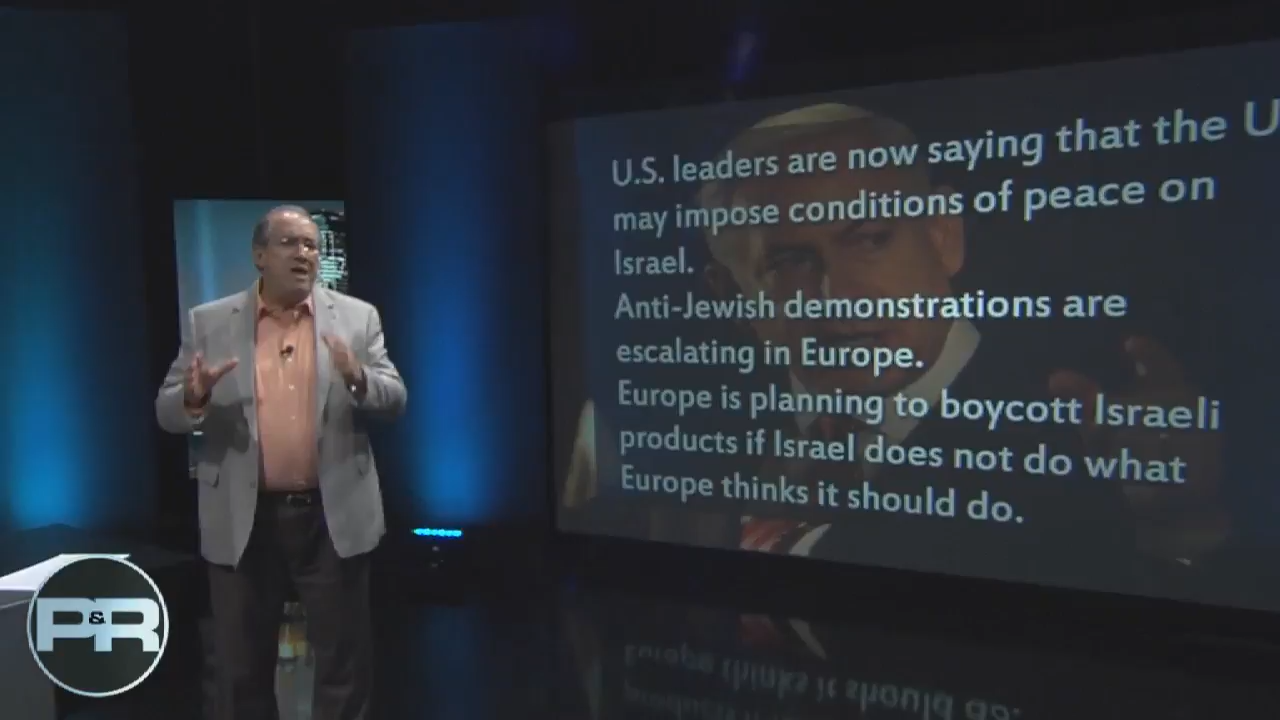 U.S. leaders are now saying that the U
may impose conditions of peace on
Israel.
Anti-Jewish demonstrations are
escalating in Europe.
Europe is planning to boycott Israeli
products if Israel does not do what
Europe thinks it should do.
P&R